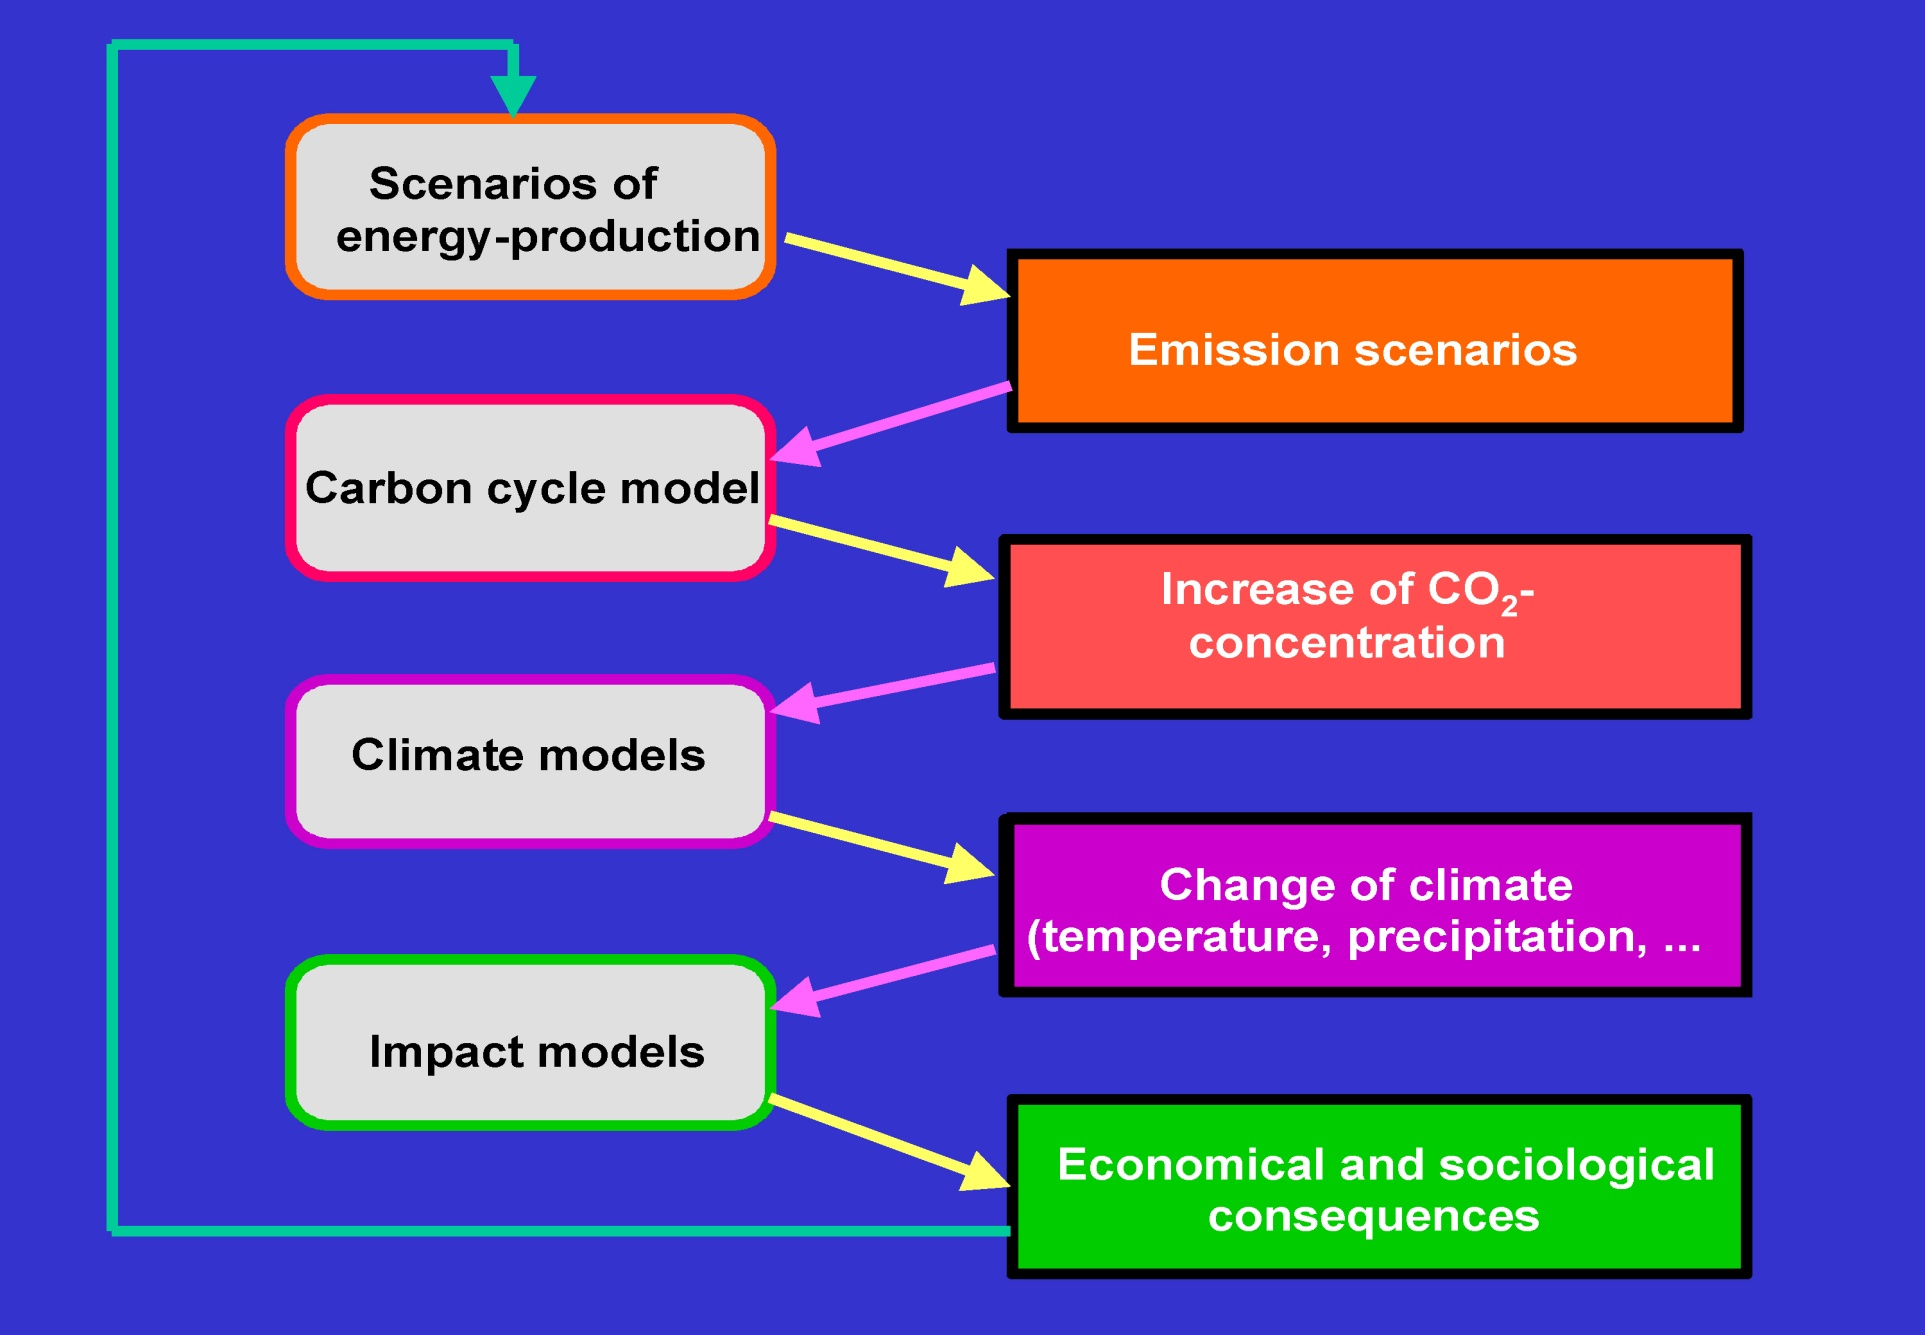 Scenarios of
energy-production
Emission scenarios
Carbon cycle model
Increase of CO₂-
concentration
Climate models
Change of climate
(temperature, precipitation, ...
Impact models
Economical and sociological
consequences